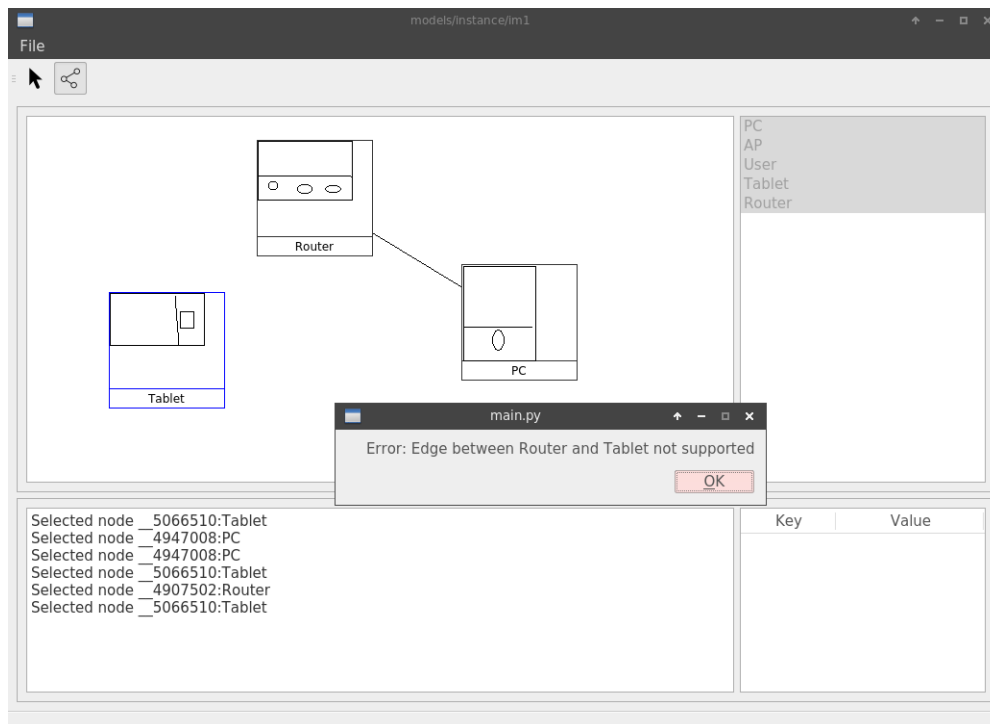 models/instance/im1
File
PC
AP
User
Tablet
Router
Router
PC
Tablet
main.py
Error: Edge between Router and Tablet not supported
OK
Selected node __5066510:Tablet
Selected node __4947008:PC
Selected node __4947008:PC
Selected node __5066510:Tablet
Selected node __4907502:Router
Selected node __5066510:Tablet
Key Value